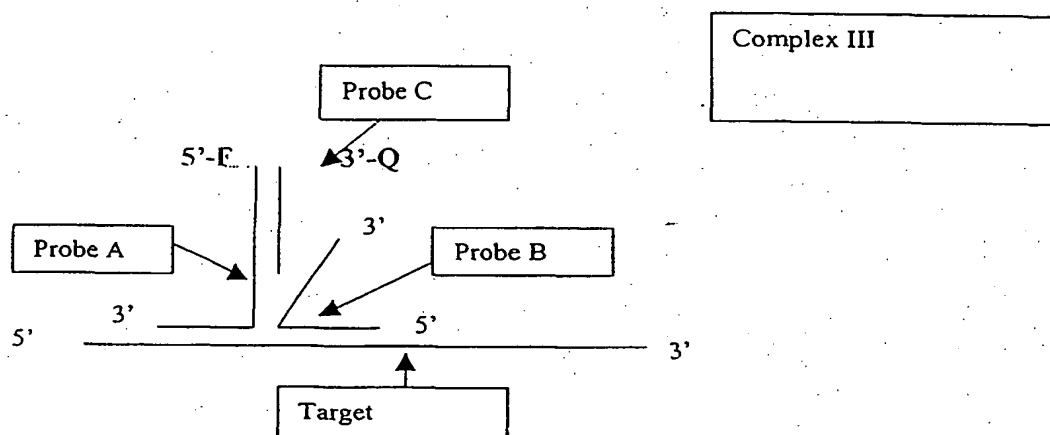 Complex III
Probe C
5'-F 3'-Q
3'
Probe A
Probe B
3'
5'
5'
3'
Target